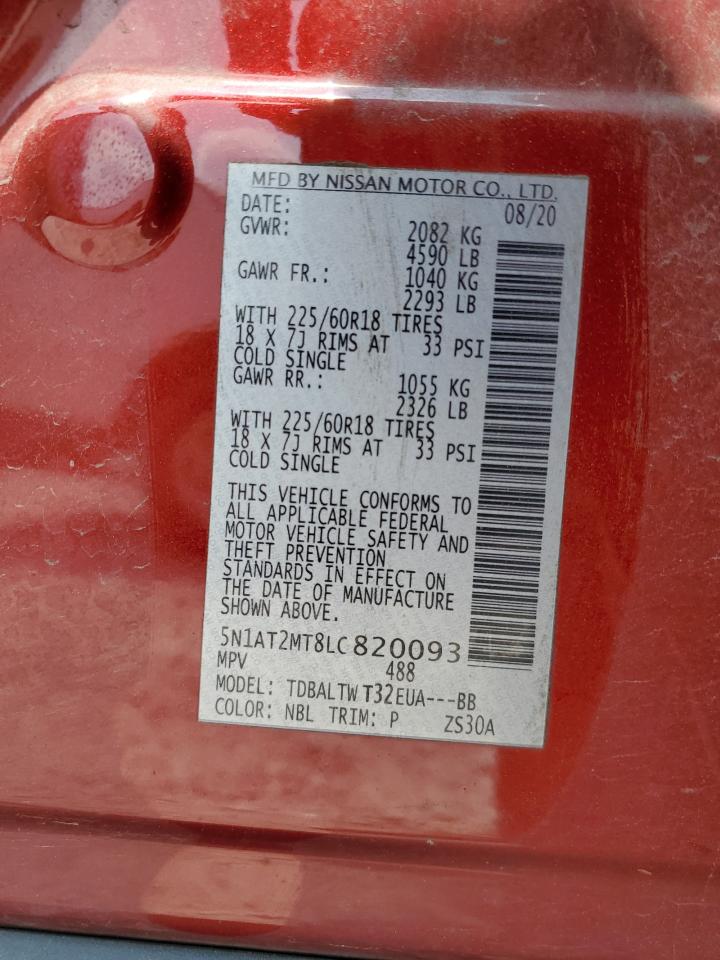 MFD BY NISSAN MOTOR CO., LTD.
DATE: 08/20
GVWR: 2082 KG
4590 LB
GAWR FR.: 1040 KG
2293 LB
WITH 225/60R18 TIRES
18 X 7J RIMS AT 33 PSI
COLD SINGLE
GAWR RR.: 1055 KG
2326 LB
WITH 225/60R18 TIRES
18 X 7J RIMS AT 33 PSI
COLD SINGLE
THIS VEHICLE CONFORMS TO
ALL APPLICABLE FEDERAL
MOTOR VEHICLE SAFETY AND
THEFT PREVENTION
STANDARDS IN EFFECT ON
THE DATE OF MANUFACTURE
SHOWN ABOVE.
5N1AT2MT8LC820093
MPV 488
MODEL: TDBALTW T32EUA---BB
COLOR: NBL TRIM: P ZS30A